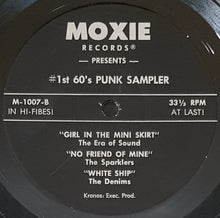 MOXIE
RECORDS®
— PRESENTS —
#1st 60's PUNK SAMPLER
M-1007-B 33⅓ RPM
IN HI-FIBES! AT LAST!
"GIRL IN THE MINI SKIRT"
The Era of Sound
"NO FRIEND OF MINE"
The Sparklers
"WHITE SHIP"
The Denims
Kronos: Exec. Prod.